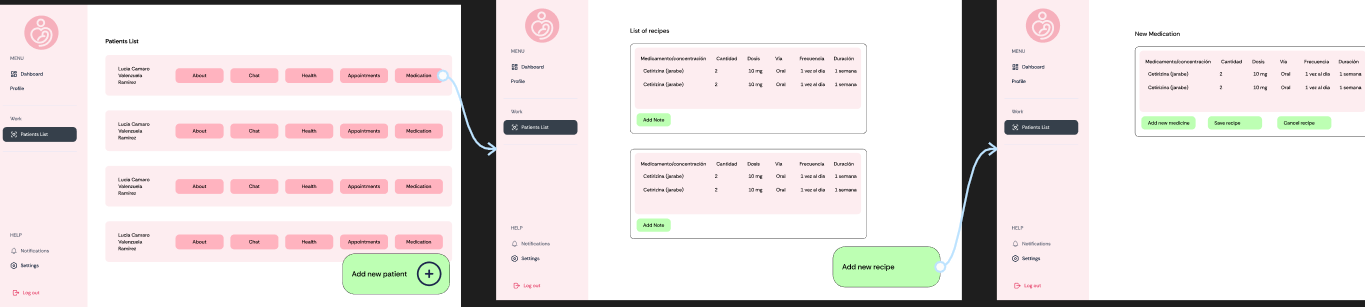 MENU
Dahboard
Profile
Work
Patients List
HELP
Notifications
Settings
Log out
Patients List
Lucia Camaro
Valenzuela
Ramirez
About Chat Health Appointments Medication
Lucia Camaro
Valenzuela
Ramirez
About Chat Health Appointments Medication
Lucia Camaro
Valenzuela
Ramirez
About Chat Health Appointments Medication
Lucia Camaro
Valenzuela
Ramirez
About Chat Health Appointments Medication
Add new patient
MENU
Dahboard
Profile
Work
Patients List
HELP
Notifications
Settings
Log out
List of recipes
Medicamento/concentración Cantidad Dosis Via Frecuencia Duración
Cetirizina (jarabe) 2 10 mg Oral 1 vez al dia 1 semana
Cetirizina (jarabe) 2 10 mg Oral 1 vez al dia 1 semana
Add Note
Medicamento/concentración Cantidad Dosis Via Frecuencia Duración
Cetirizina (jarabe) 2 10 mg Oral 1 vez al dia 1 semana
Cetirizina (jarabe) 2 10 mg Oral 1 vez al dia 1 semana
Add Note
Add new recipe
MENU
Dahboard
Profile
Work
Patients List
HELP
Notifications
Settings
Log out
New Medication
Medicamento/concentración Cantidad Dosis Via Frecuencia Duración
Cetirizina (jarabe) 2 10 mg Oral 1 vez al dia 1 semana
Cetirizina (jarabe) 2 10 mg Oral 1 vez al dia 1 semana
Add new medicina Save recipe Cancel recipe